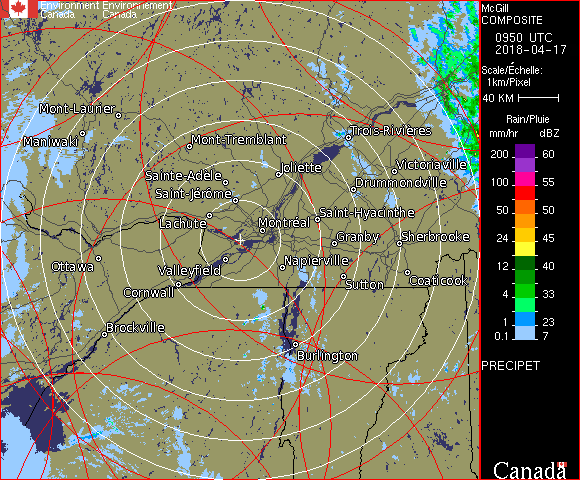 Environment Environnement
Canada Canada
McGill
COMPOSITE
0950 UTC
2018-04-17
Scale/Échelle:
1km/Pixel
40 KM
Rain/Pluie
mm/hr dBZ
200 60
100 55
50 50
24 45
12 40
4 33
1 23
0.1 7
PRECIPET
Canada
Mont-Laurier
Maniwaki
Mont-Tremblant
Trois-Rivières
Sainte-Adèle
Joliette
Victoriaville
Saint-Jérôme
Drummondville
Lachute
Montréal
Saint-Hyacinthe
Granby
Sherbrooke
Ottawa
Valleyfield
Napierville
Cornwall
Sutton
Coaticook
Brockville
Burlington